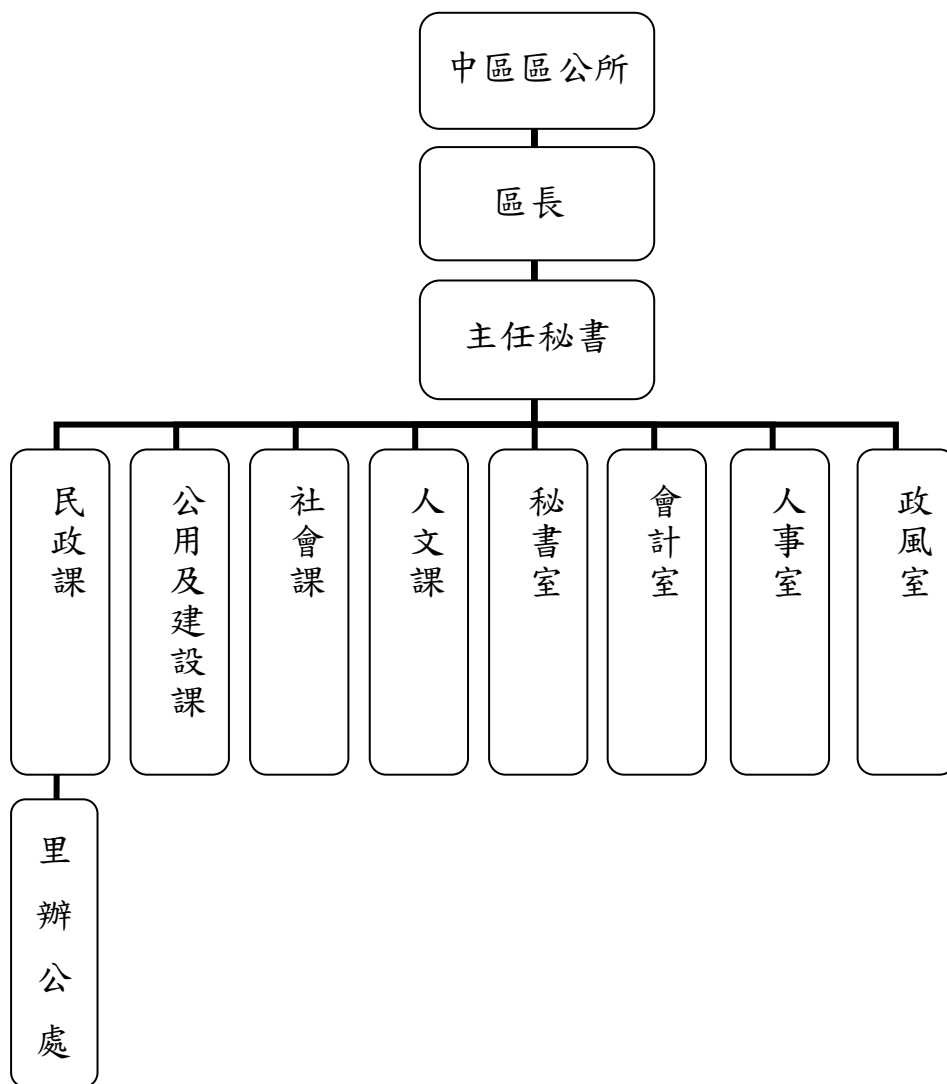 中區區公所
區長
主任秘書
民政課
公用及建設課
社會課
人文課
秘書室
會計室
人事室
政風室
里辦公處